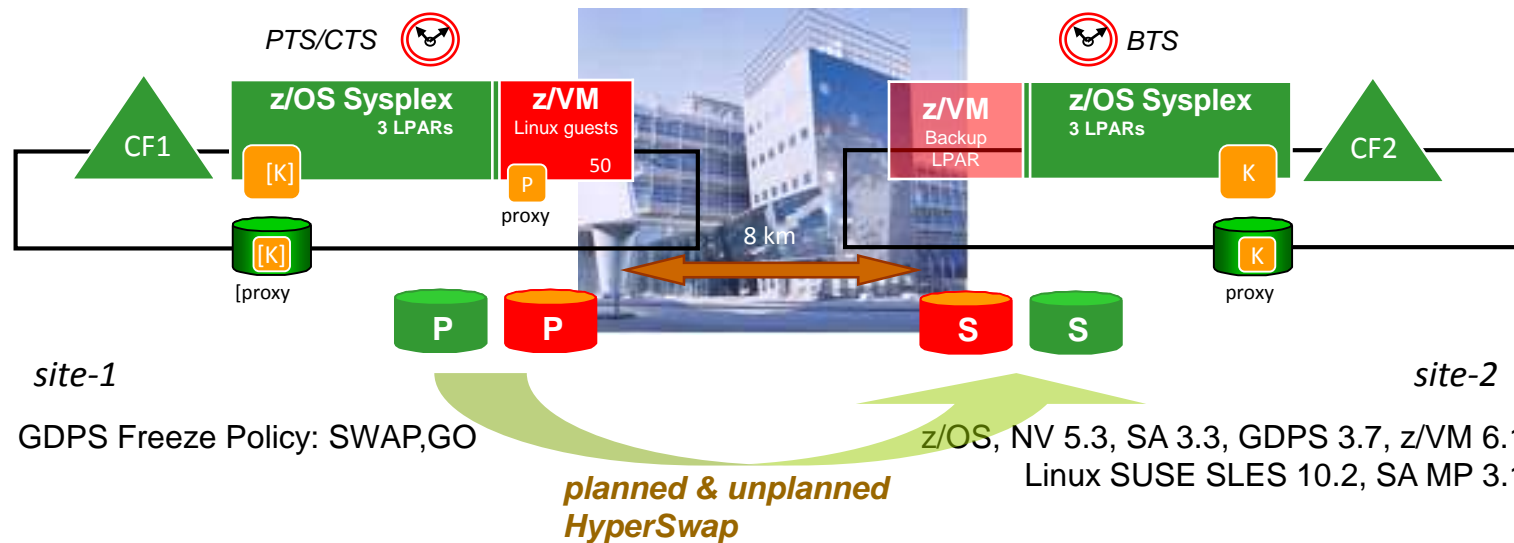 PTS/CTS
BTS
z/OS Sysplex
3 LPARs
z/VM
Linux guests
50
z/VM
Backup
LPAR
z/OS Sysplex
3 LPARs
CF1
CF2
[K]
P
proxy
K
8 km
[K]
[proxy
K
proxy
P
P
S
S
site-1
site-2
GDPS Freeze Policy: SWAP,GO
z/OS, NV 5.3, SA 3.3, GDPS 3.7, z/VM 6.1
Linux SUSE SLES 10.2, SA MP 3.1
planned & unplanned
HyperSwap